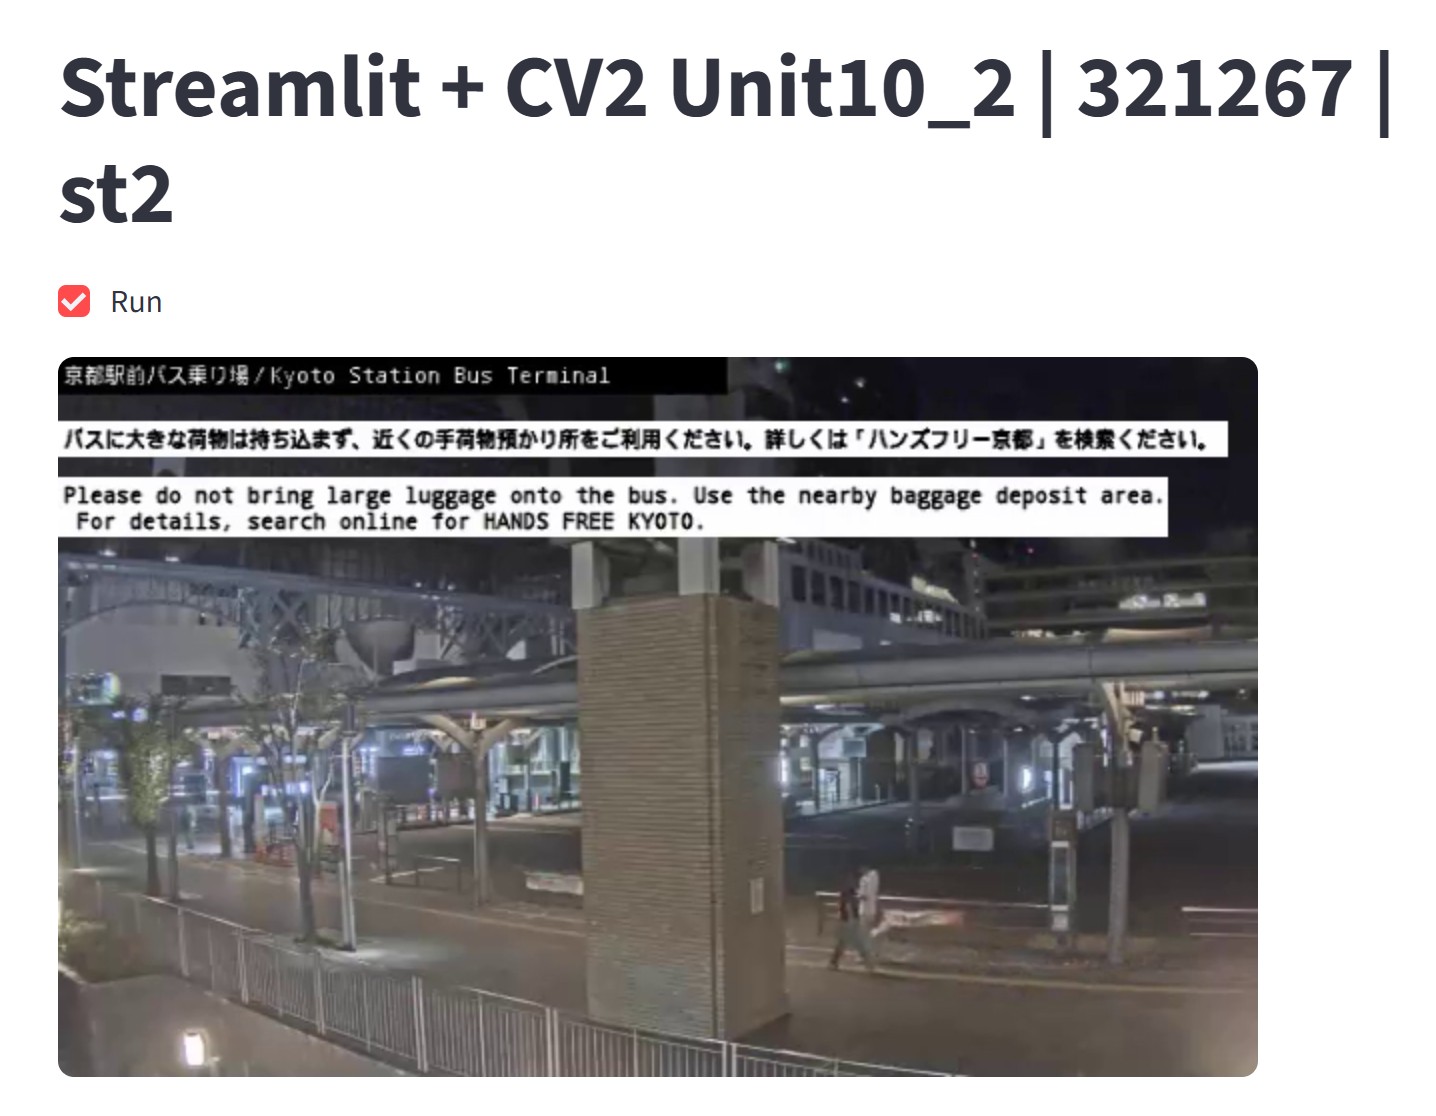 Streamlit + CV2 Unit10_2 | 321267 |
st2
Run
京都駅前バス乗り場/Kyoto Station Bus Terminal
バスに大きな荷物は持ち込まず、近くの手荷物預かり所をご利用ください。詳しくは「ハンズフリー京都」を検索ください。
Please do not bring large luggage onto the bus. Use the nearby baggage deposit area.
For details, search online for HANDS FREE KYOTO.